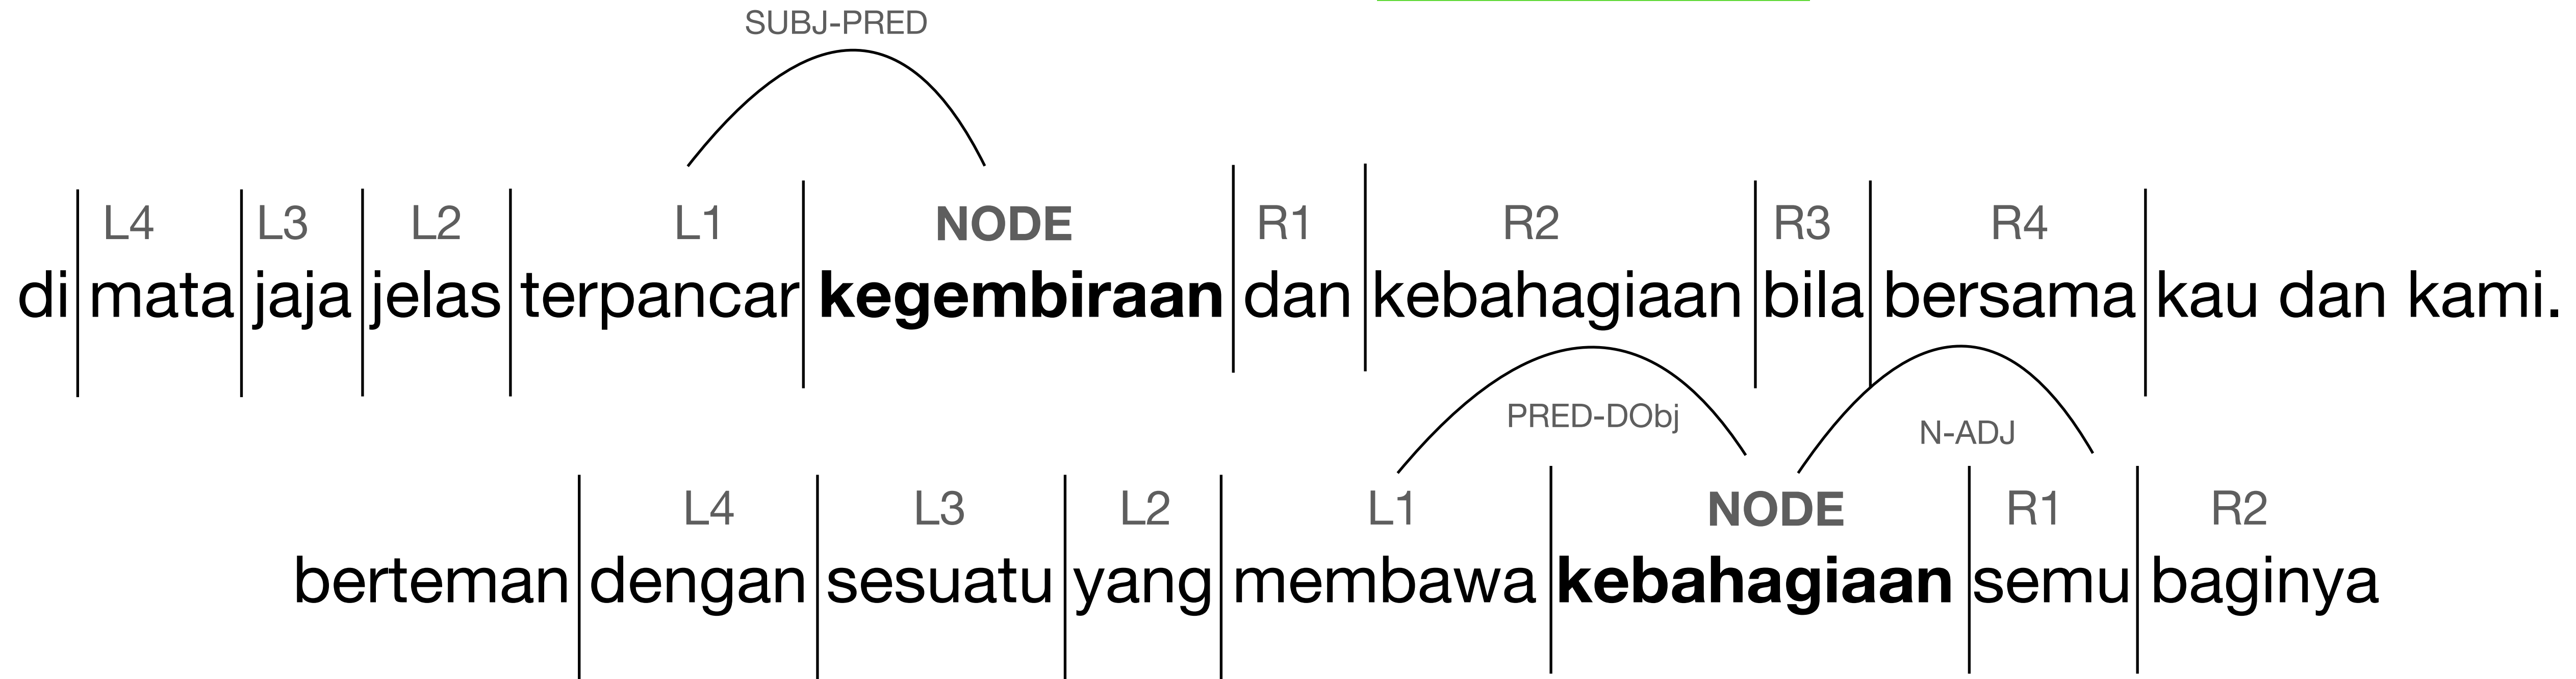 SUBJ-PRED
L4 L3 L2 L1 NODE R1 R2 R3 R4
di mata jaja jelas terpancar kegembiraan dan kebahagiaan bila bersama kau dan kami.
PRED-DObj N-ADJ
L4 L3 L2 L1 NODE R1 R2
berteman dengan sesuatu yang membawa kebahagiaan semu baginya